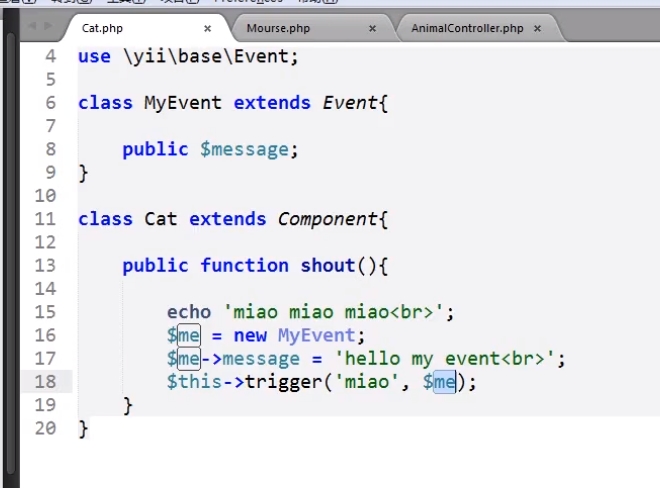 Preferences
Cat.php × Mourse.php × AnimalController.php ×
4 use \yii\base\Event;
5
6 class MyEvent extends Event{
7
8 public $message;
9 }
10
11 class Cat extends Component{
12
13 public function shout(){
14
15 echo 'miao miao miao<br>';
16 $me = new MyEvent;
17 $me->message = 'hello my event<br>';
18 $this->trigger('miao', $me);
19 }
20 }